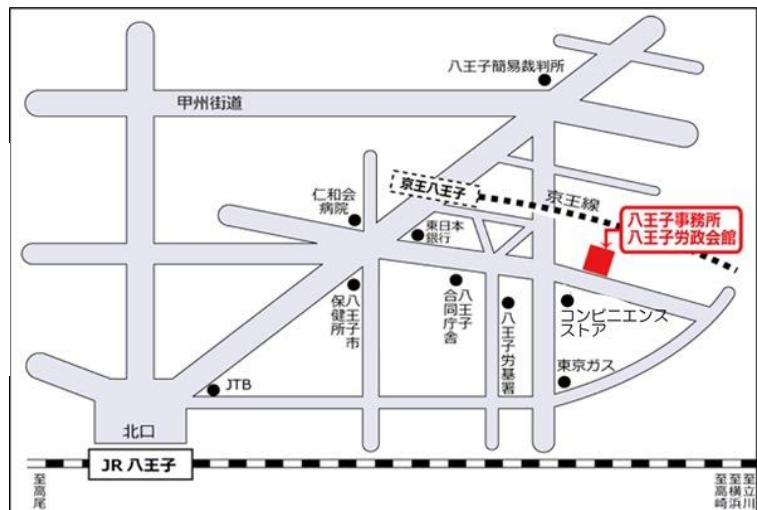 八王子簡易裁判所
甲州街道
京王八王子
京王線
仁和会
病院
東日本
銀行
八王子事務所
八王子労政会館
八王子市
保健所
八王子
合同庁舎
八王子労基署
コンビニエンス
ストア
東京ガス
JTB
北口
JR 八王子
至高尾
至立川
至横浜
至高崎